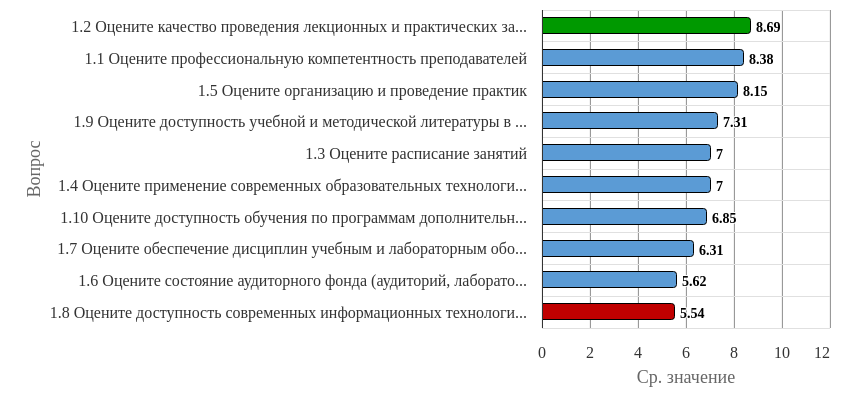 1.2 Оцените качество проведения лекционных и практических за... 8.69
1.1 Оцените профессиональную компетентность преподавателей 8.38
1.5 Оцените организацию и проведение практик 8.15
1.9 Оцените доступность учебной и методической литературы в ... 7.31
1.3 Оцените расписание занятий 7
1.4 Оцените применение современных образовательных технологи... 7
1.10 Оцените доступность обучения по программам дополнительн... 6.85
1.7 Оцените обеспечение дисциплин учебным и лабораторным обо... 6.31
1.6 Оцените состояние аудиторного фонда (аудиторий, лаборато... 5.62
1.8 Оцените доступность современных информационных технологи... 5.54
Вопрос
0 2 4 6 8 10 12
Ср. значение